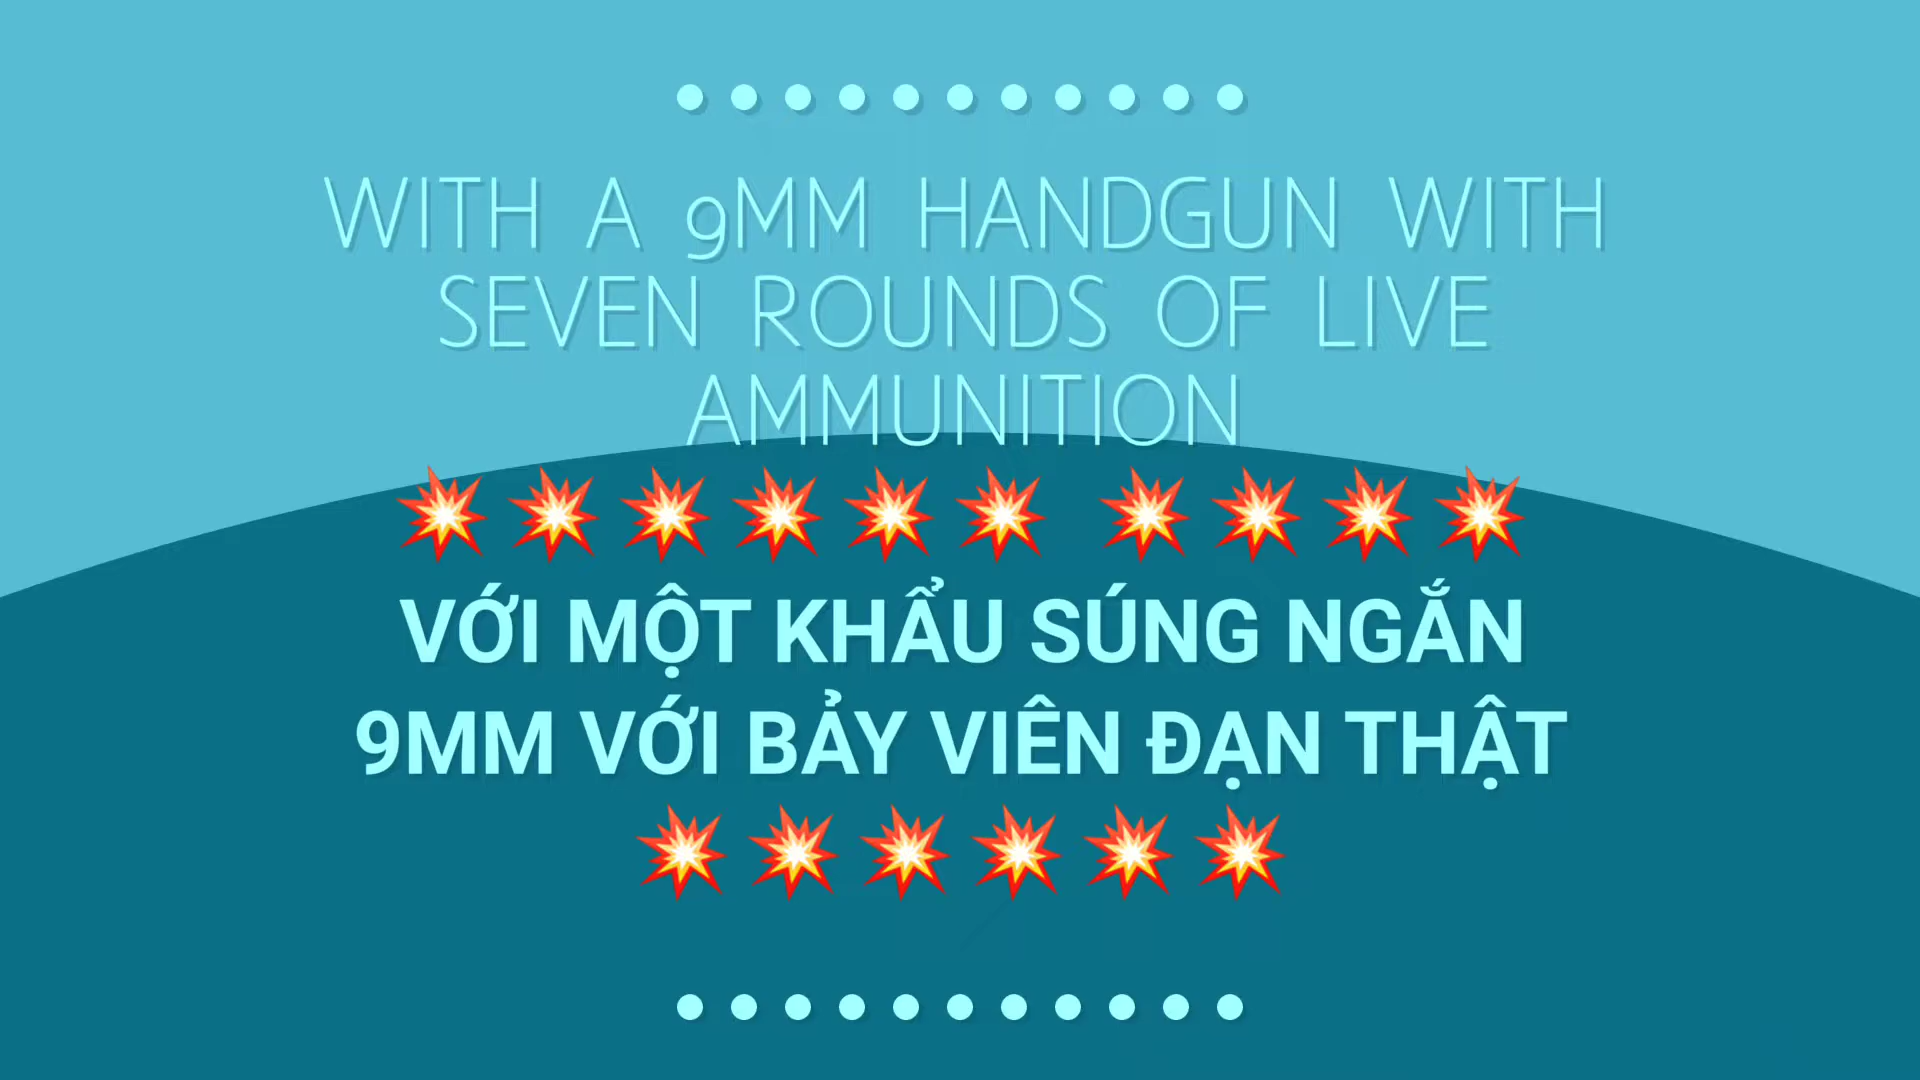 WITH A 9MM HANDGUN WITH
SEVEN ROUNDS OF LIVE
AMMUNITION
💥💥💥💥💥💥 💥💥💥💥
VỚI MỘT KHẨU SÚNG NGẮN
9MM VỚI BẢY VIÊN ĐẠN THẬT
💥💥💥💥💥💥